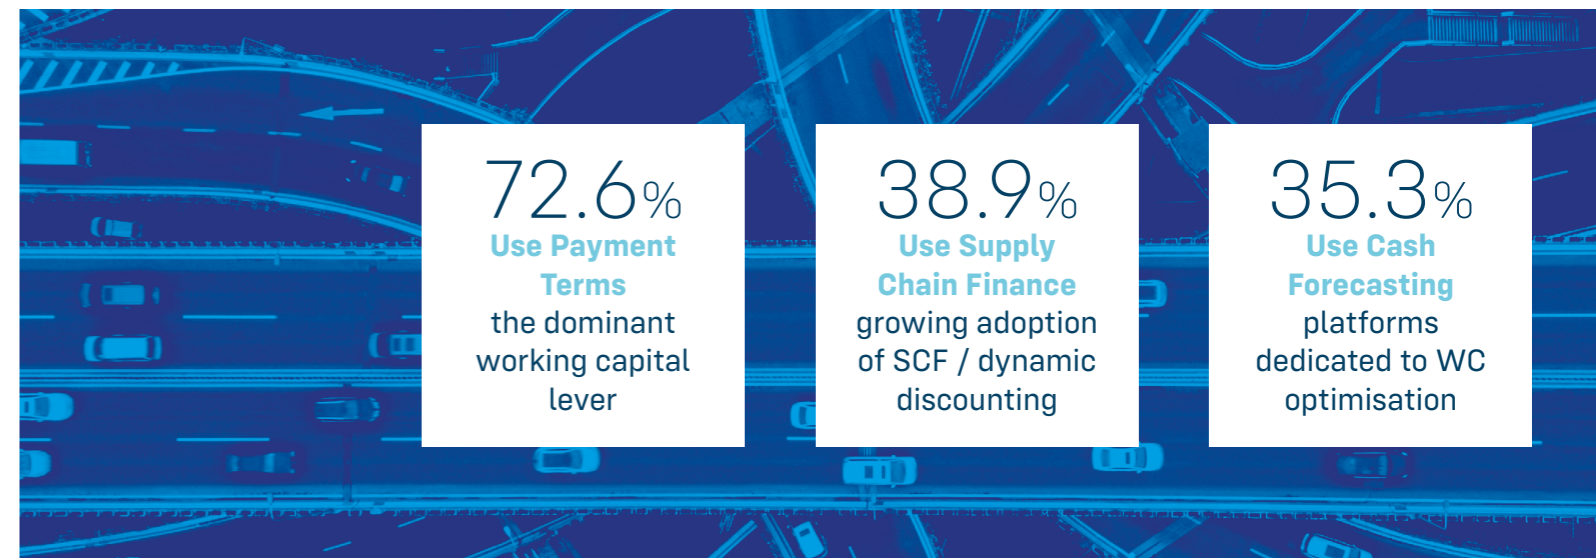 72.6%
Use Payment
Terms
the dominant
working capital
lever
38.9%
Use Supply
Chain Finance
growing adoption
of SCF / dynamic
discounting
35.3%
Use Cash
Forecasting
platforms
dedicated to WC
optimisation